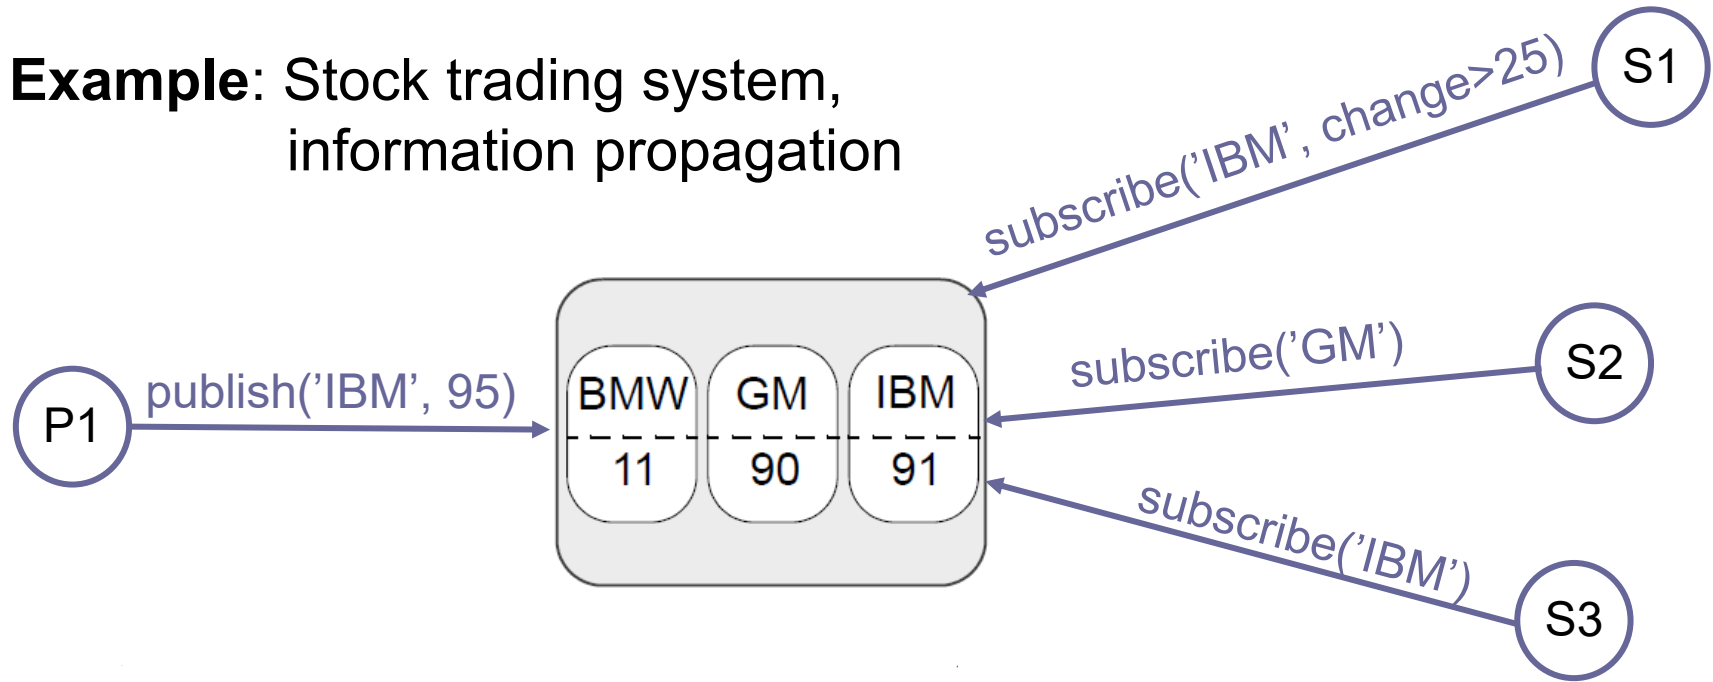 Example: Stock trading system,
information propagation
S1
subscribe(’IBM’, change>25)
subscribe(’GM’)
S2
P1
publish(’IBM’, 95)
BMW
GM
IBM
11
90
91
subscribe(’IBM’)
S3